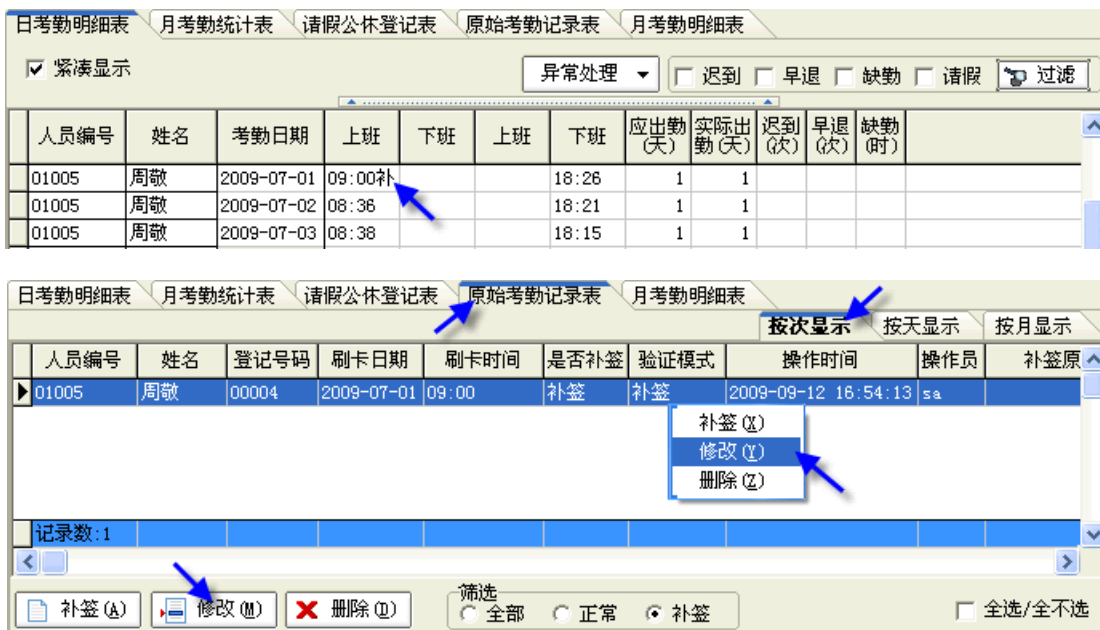 日考勤明细表 月考勤统计表 请假公休登记表 原始考勤记录表 月考勤明细表
紧凑显示 异常处理 迟到 早退 缺勤 请假 过滤
人员编号 姓名 考勤日期 上班 下班 上班 下班 应出勤(天) 实际出勤(天) 迟到(次) 早退(次) 缺勤(时)
01005 周敬 2009-07-01 09:00补 18:26 1 1
01005 周敬 2009-07-02 08:36 18:21 1 1
01005 周敬 2009-07-03 08:38 18:15 1 1
日考勤明细表 月考勤统计表 请假公休登记表 原始考勤记录表 月考勤明细表
按次显示 按天显示 按月显示
人员编号 姓名 登记号码 刷卡日期 刷卡时间 是否补签 验证模式 操作时间 操作员 补签原
01005 周敬 00004 2009-07-01 09:00 补签 补签 2009-09-12 16:54:13 sa
补签(X)
修改(Y)
删除(Z)
记录数:1
筛选
补签(A) 修改(M) 删除(D) 全部 正常 补签 全选/全不选